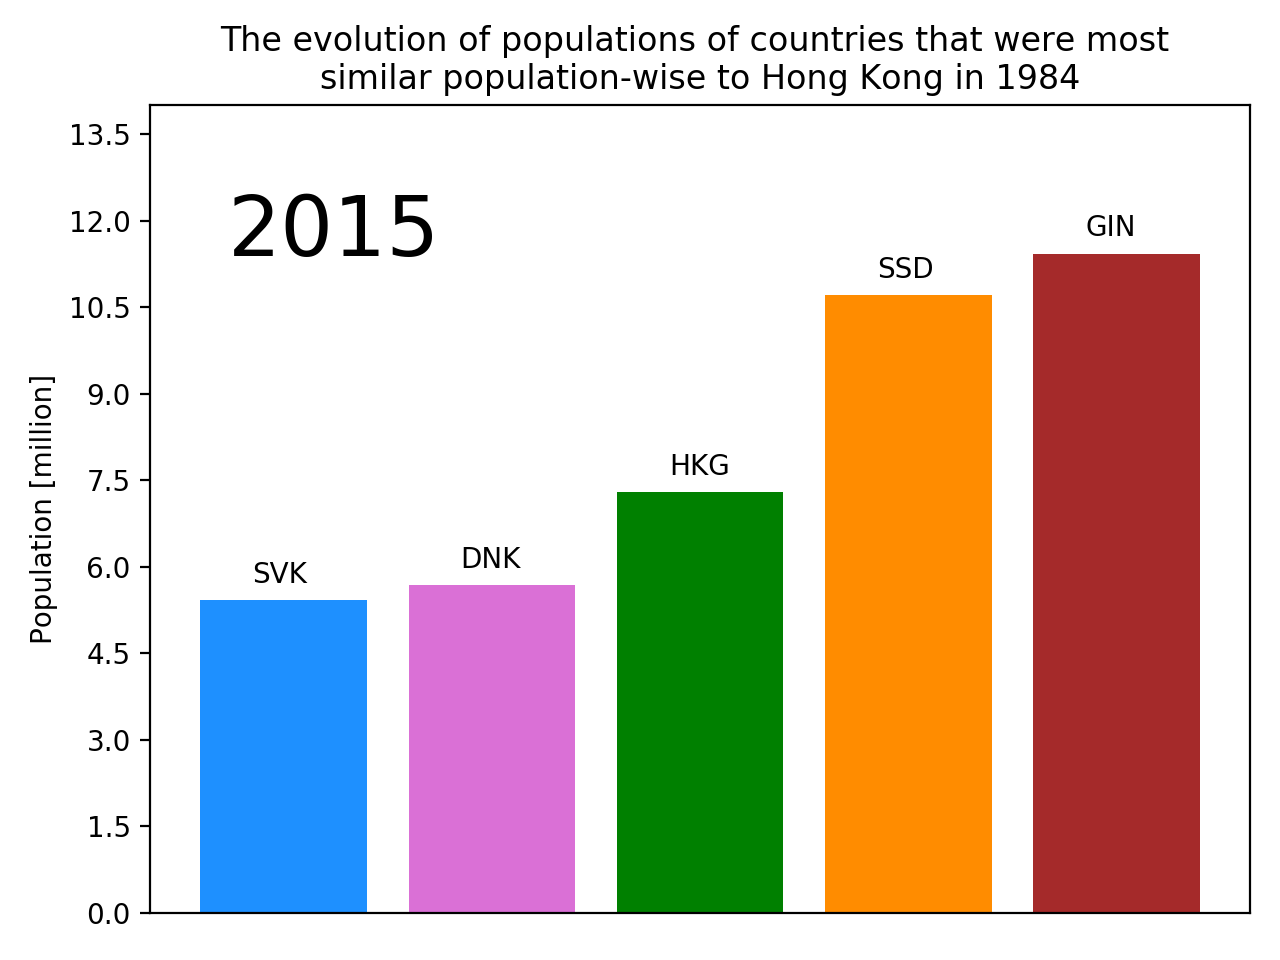 The evolution of populations of countries that were most
similar population-wise to Hong Kong in 1984
2015
Population [million]
13.5
12.0
10.5
9.0
7.5
6.0
4.5
3.0
1.5
0.0
SVK
DNK
HKG
SSD
GIN